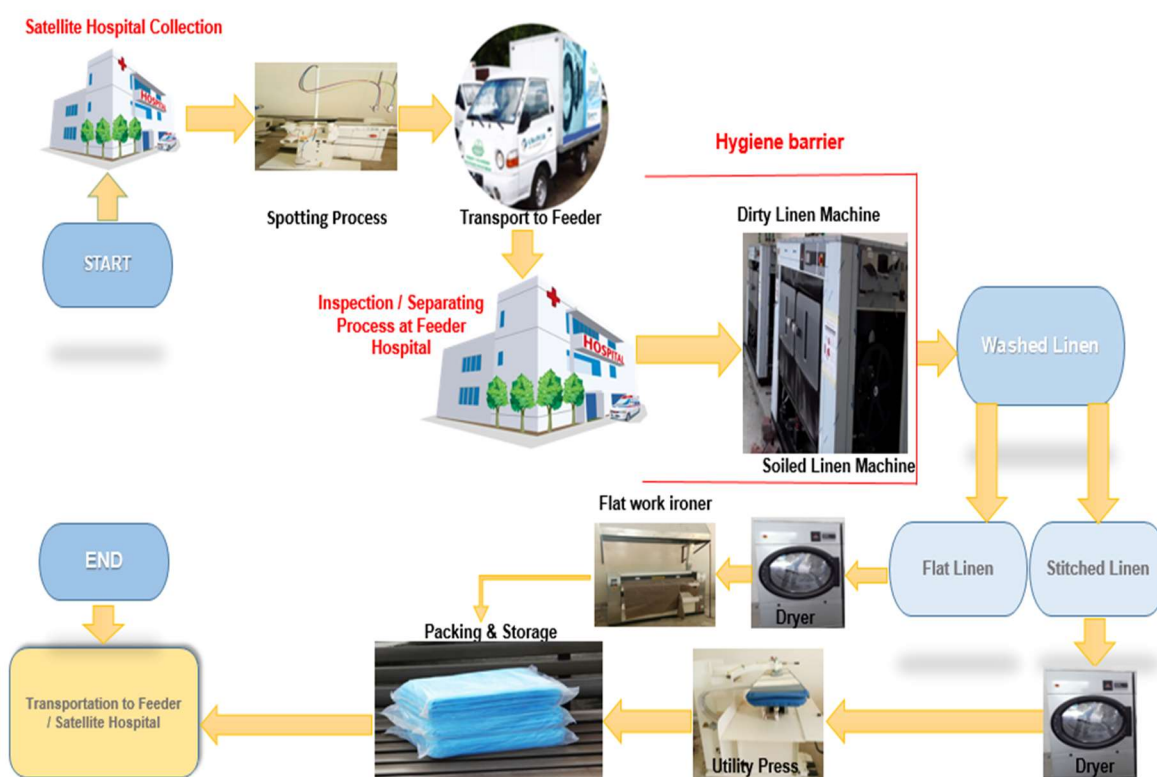 Satellite Hospital Collection
HOSPITAL
START
Spotting Process
Transport to Feeder
Hygiene barrier
Inspection / Separating
Process at Feeder
Hospital
HOSPITAL
Dirty Linen Machine
Soiled Linen Machine
Washed Linen
Flat Linen
Stitched Linen
Flat work ironer
Dryer
Dryer
Utility Press
Packing & Storage
END
Transportation to Feeder
/ Satellite Hospital